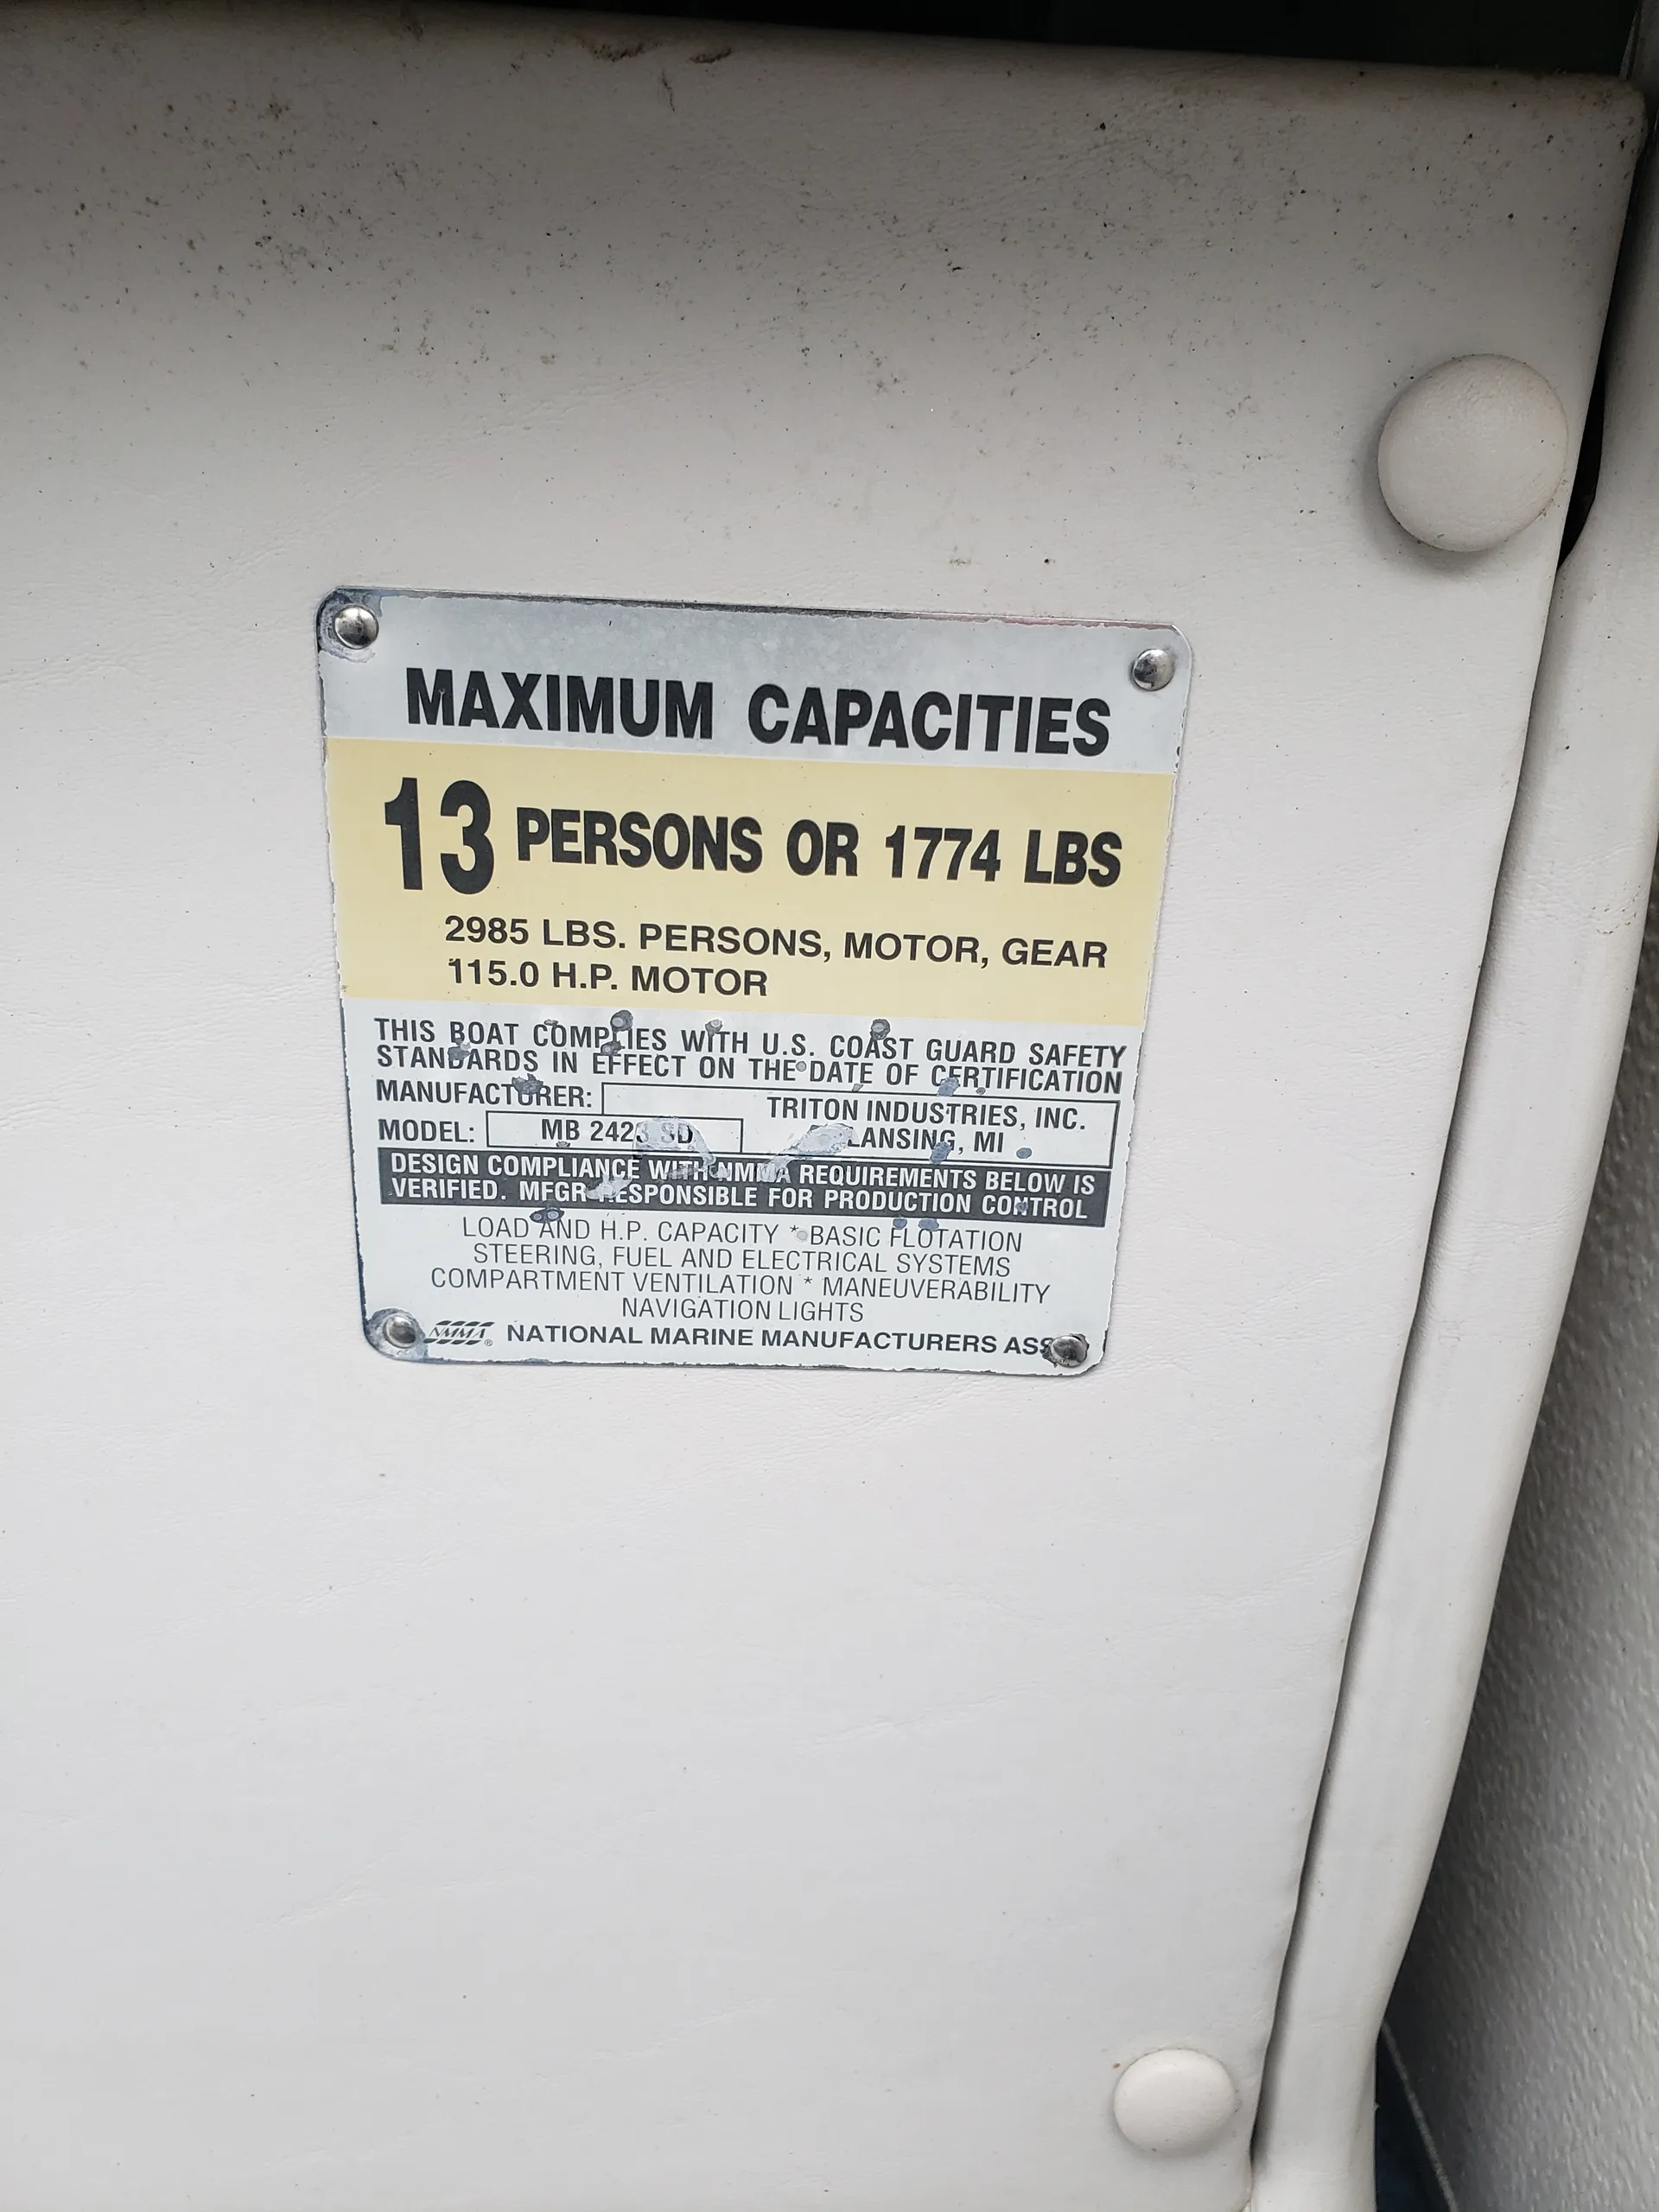 MAXIMUM CAPACITIES
13 PERSONS OR 1774 LBS
2985 LBS. PERSONS, MOTOR, GEAR
115.0 H.P. MOTOR
THIS BOAT COMPLIES WITH U.S. COAST GUARD SAFETY
STANDARDS IN EFFECT ON THE DATE OF CERTIFICATION
MANUFACTURER: TRITON INDUSTRIES, INC.
MODEL: MB SD LANSING, MI
DESIGN COMPLIANCE WITH NMMA REQUIREMENTS BELOW IS
VERIFIED. MFGR RESPONSIBLE FOR PRODUCTION CONTROL
LOAD AND H.P. CAPACITY * BASIC FLOTATION
STEERING, FUEL AND ELECTRICAL SYSTEMS
COMPARTMENT VENTILATION * MANEUVERABILITY
NAVIGATION LIGHTS
NMMA ® NATIONAL MARINE MANUFACTURERS